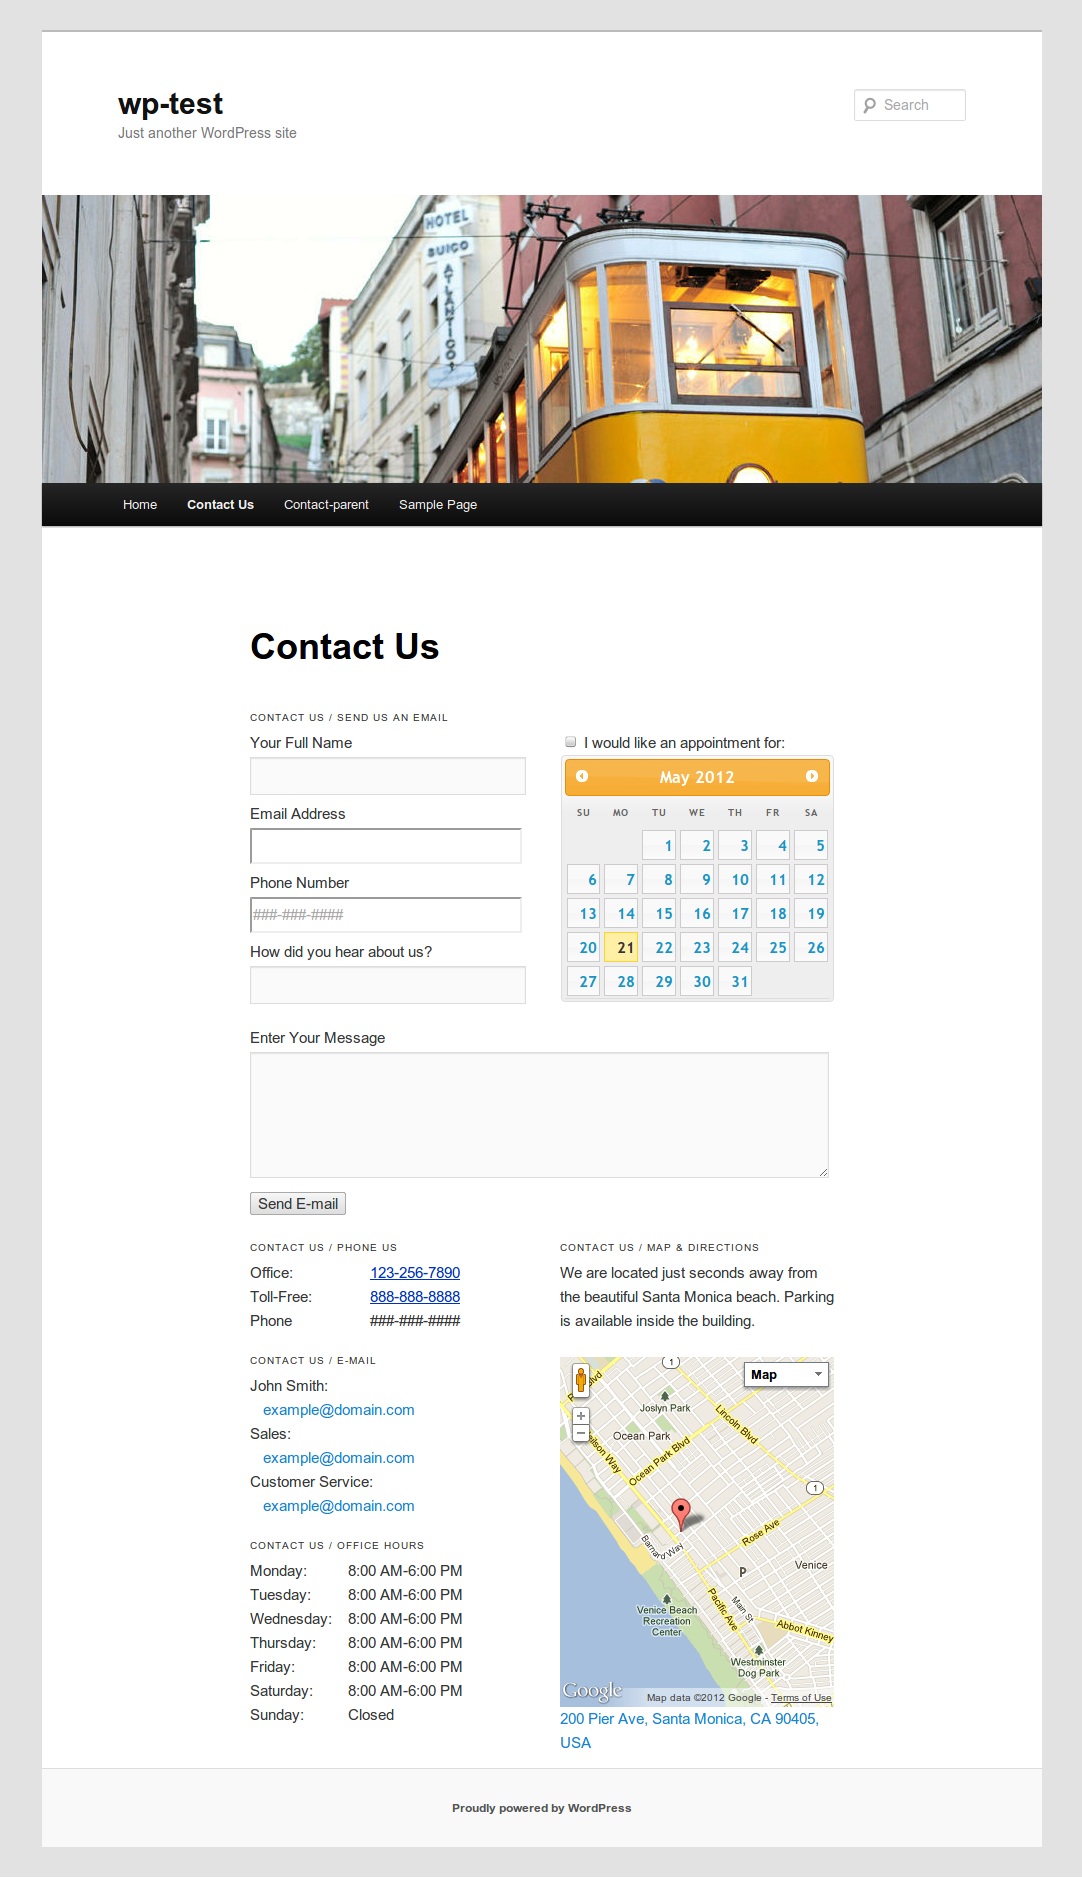 wp-test
Just another WordPress site
Search
HOTEL
SUICO
ATLANTICO
Home Contact Us Contact-parent Sample Page
Contact Us
CONTACT US / SEND US AN EMAIL
Your Full Name
Email Address
Phone Number
###-###-####
How did you hear about us?
I would like an appointment for:
May 2012
SU MO TU WE TH FR SA
1 2 3 4 5
6 7 8 9 10 11 12
13 14 15 16 17 18 19
20 21 22 23 24 25 26
27 28 29 30 31
Enter Your Message
Send E-mail
CONTACT US / PHONE US
Office: 123-256-7890
Toll-Free: 888-888-8888
Phone ###-###-####
CONTACT US / E-MAIL
John Smith:
example@domain.com
Sales:
example@domain.com
Customer Service:
example@domain.com
CONTACT US / OFFICE HOURS
Monday: 8:00 AM-6:00 PM
Tuesday: 8:00 AM-6:00 PM
Wednesday: 8:00 AM-6:00 PM
Thursday: 8:00 AM-6:00 PM
Friday: 8:00 AM-6:00 PM
Saturday: 8:00 AM-6:00 PM
Sunday: Closed
CONTACT US / MAP & DIRECTIONS
We are located just seconds away from
the beautiful Santa Monica beach. Parking
is available inside the building.
1
Map
Joslyn Park
Lincoln Blvd
Ocean Park
Ocean Park Blvd
1
Rose Ave
Barnard Way
Venice
P
Main St
Pacific Ave
Venice Beach
Recreation
Center
Abbot Kinney
Westminster
Dog Park
Google
Map data ©2012 Google - Terms of Use
200 Pier Ave, Santa Monica, CA 90405,
USA
Proudly powered by WordPress